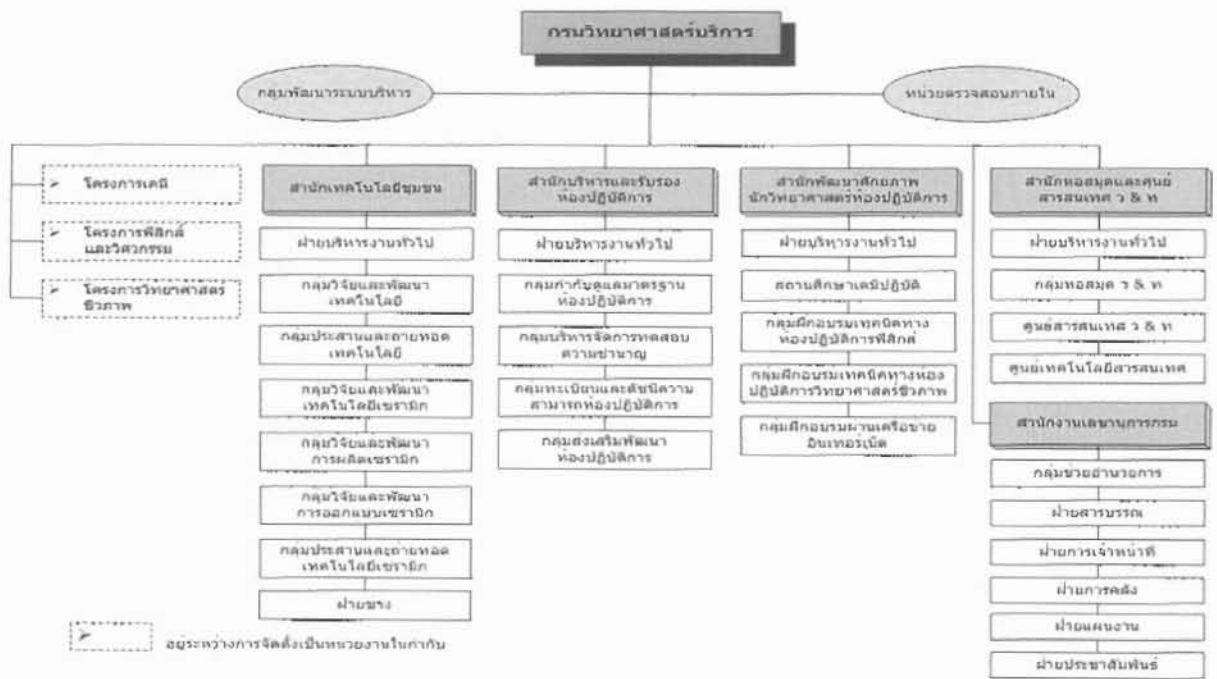 กรมวิทยาศาสตร์บริการ
กลุ่มพัฒนาระบบบริหาร
หน่วยตรวจสอบภายใน
โครงการเคมี
โครงการฟิสิกส์
และวิศวกรรม
โครงการวิทยาศาสตร์
ชีวภาพ
สำนักเทคโนโลยีชุมชน
ฝ่ายบริหารงานทั่วไป
กลุ่มวิจัยและพัฒนา
เทคโนโลยี
กลุ่มประสานและถ่ายทอด
เทคโนโลยี
กลุ่มวิจัยและพัฒนา
เทคโนโลยีเซรามิก
กลุ่มวิจัยและพัฒนา
การผลิตเซรามิก
กลุ่มวิจัยและพัฒนา
การออกแบบเซรามิก
กลุ่มประสานและถ่ายทอด
เทคโนโลยีเซรามิก
ฝ่ายช่าง
สำนักบริหารและรับรอง
ห้องปฏิบัติการ
ฝ่ายบริหารงานทั่วไป
กลุ่มกำกับดูแลมาตรฐาน
ห้องปฏิบัติการ
กลุ่มบริหารจัดการทดสอบ
ความชำนาญ
กลุ่มทะเบียนและดัชนีความ
สามารถห้องปฏิบัติการ
กลุ่มส่งเสริมพัฒนา
ห้องปฏิบัติการ
สำนักพัฒนาศักยภาพ
นักวิทยาศาสตร์ห้องปฏิบัติการ
ฝ่ายบริหารงานทั่วไป
สถานศึกษาเคมีปฏิบัติ
กลุ่มฝึกอบรมเทคนิคทาง
ห้องปฏิบัติการฟิสิกส์
กลุ่มฝึกอบรมเทคนิคทางห้อง
ปฏิบัติการวิทยาศาสตร์ชีวภาพ
กลุ่มฝึกอบรมผ่านเครือขาย
อินเทอร์เน็ต
สำนักหอสมุดและศูนย์
สารสนเทศ ว & ท
ฝ่ายบริหารงานทั่วไป
กลุ่มหอสมุด ว & ท
ศูนย์สารสนเทศ ว & ท
ศูนย์เทคโนโลยีสารสนเทศ
สำนักงานเลขานุการกรม
กลุ่มช่วยอำนวยการ
ฝ่ายสารบรรณ
ฝ่ายการเจ้าหน้าที่
ฝ่ายการคลัง
ฝ่ายแผนงาน
ฝ่ายประชาสัมพันธ์
อยู่ระหว่างการจัดตั้งเป็นหน่วยงานในกำกับ